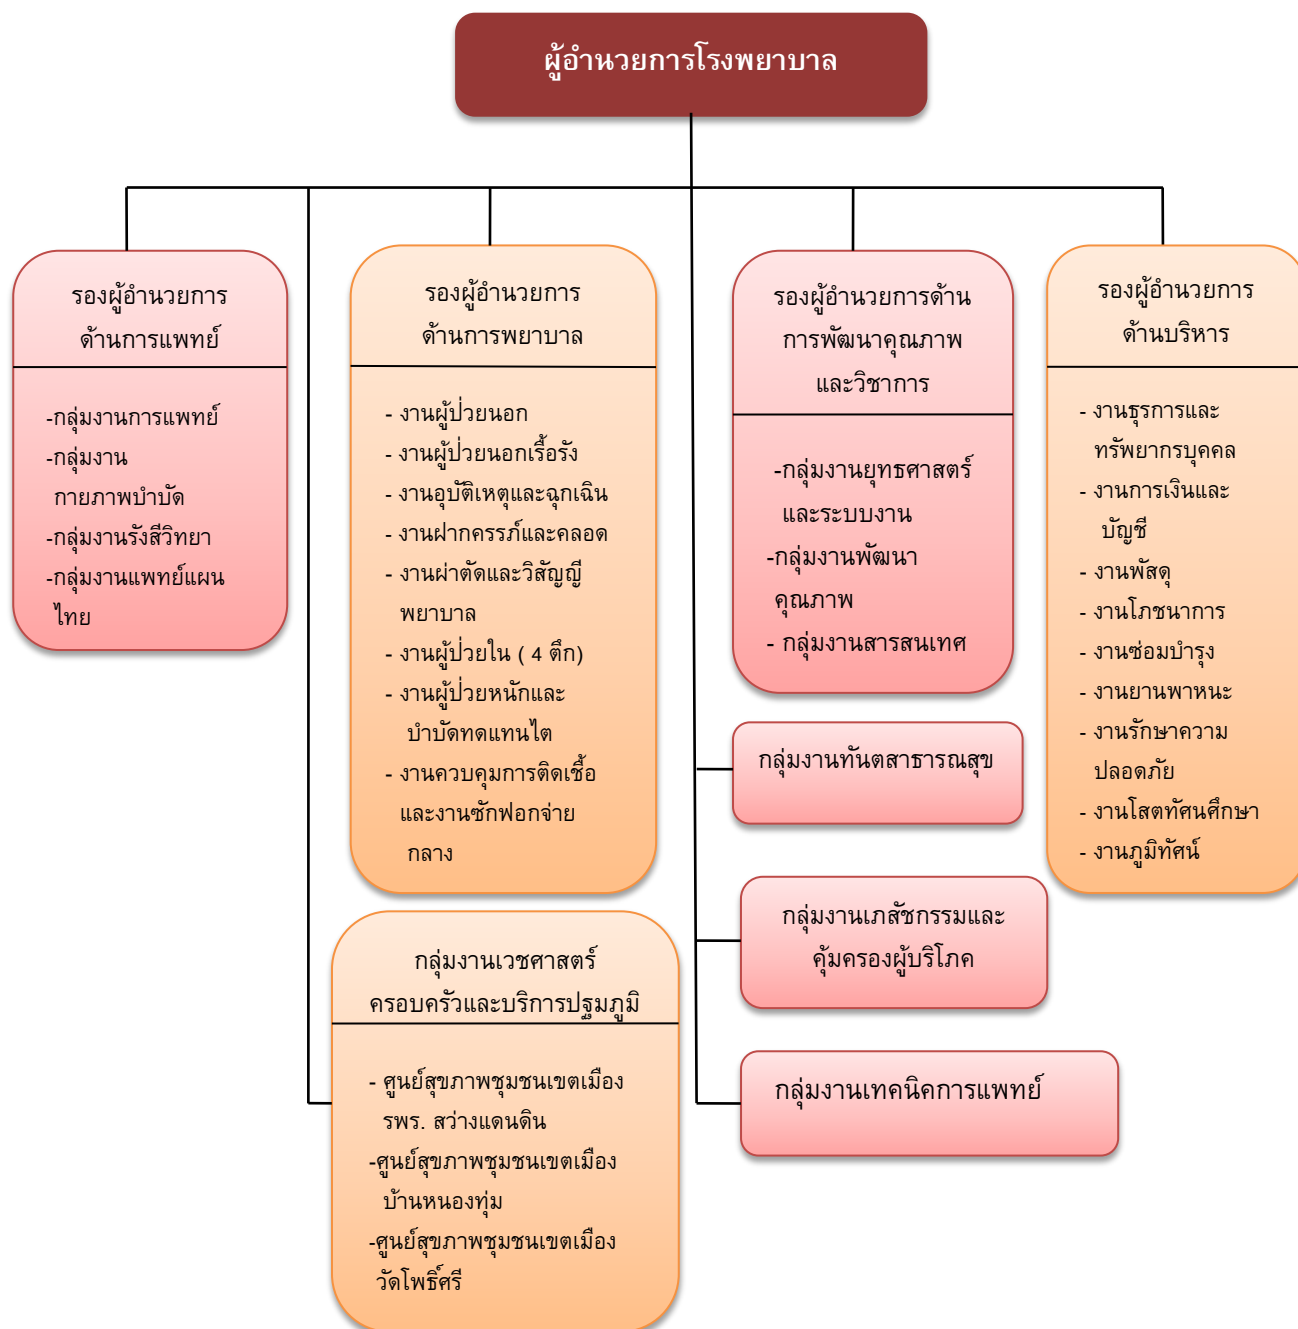 ผู้อำนวยการโรงพยาบาล
รองผู้อำนวยการ
ด้านการแพทย์
-กลุ่มงานการแพทย์
-กลุ่มงาน
กายภาพบำบัด
-กลุ่มงานรังสีวิทยา
-กลุ่มงานแพทย์แผน
ไทย
รองผู้อำนวยการ
ด้านการพยาบาล
- งานผู้ป่วยนอก
- งานผู้ป่วยนอกเรื้อรัง
- งานอุบัติเหตุและฉุกเฉิน
- งานฝากครรภ์และคลอด
- งานผ่าตัดและวิสัญญี
พยาบาล
- งานผู้ป่วยใน ( 4 ตึก)
- งานผู้ป่วยหนักและ
บำบัดทดแทนไต
- งานควบคุมการติดเชื้อ
และงานซักฟอกจ่าย
กลาง
รองผู้อำนวยการด้าน
การพัฒนาคุณภาพ
และวิชาการ
-กลุ่มงานยุทธศาสตร์
และระบบงาน
-กลุ่มงานพัฒนา
คุณภาพ
- กลุ่มงานสารสนเทศ
รองผู้อำนวยการ
ด้านบริหาร
- งานธุรการและ
ทรัพยากรบุคคล
- งานการเงินและ
บัญชี
- งานพัสดุ
- งานโภชนาการ
- งานซ่อมบำรุง
- งานยานพาหนะ
- งานรักษาความ
ปลอดภัย
- งานโสตทัศนศึกษา
- งานภูมิทัศน์
กลุ่มงานทันตสาธารณสุข
กลุ่มงานเภสัชกรรมและ
คุ้มครองผู้บริโภค
กลุ่มงานเทคนิคการแพทย์
กลุ่มงานเวชศาสตร์
ครอบครัวและบริการปฐมภูมิ
- ศูนย์สุขภาพชุมชนเขตเมือง
รพร. สว่างแดนดิน
-ศูนย์สุขภาพชุมชนเขตเมือง
บ้านหนองทุ่ม
-ศูนย์สุขภาพชุมชนเขตเมือง
วัดโพธิ์ศรี